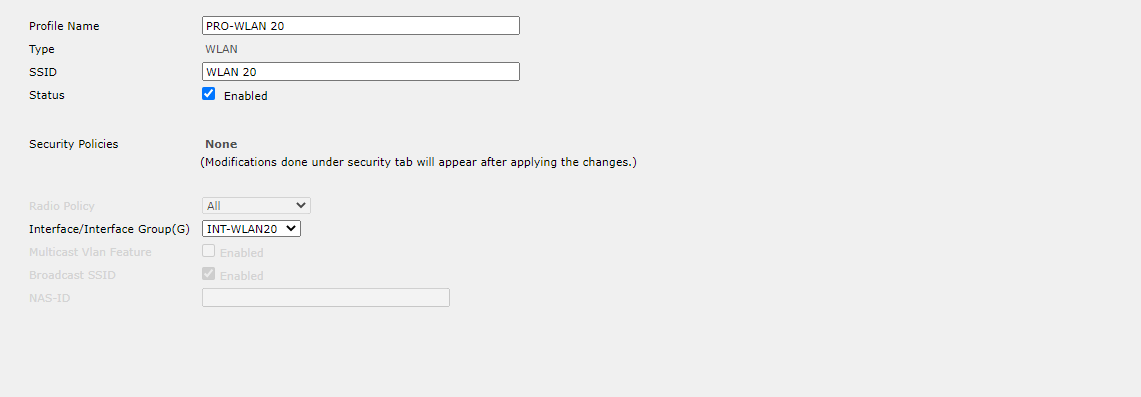 Profile Name PRO-WLAN 20
Type WLAN
SSID WLAN 20
Status Enabled
Security Policies None
(Modifications done under security tab will appear after applying the changes.)
Radio Policy All
Interface/Interface Group(G) INT-WLAN20
Multicast Vlan Feature Enabled
Broadcast SSID Enabled
NAS-ID